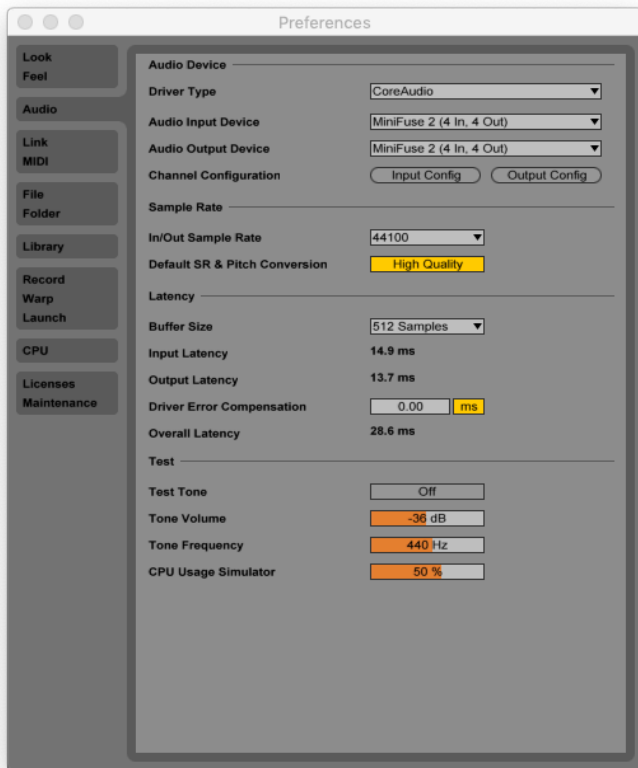 Preferences
Look
Feel
Audio
Link
MIDI
File
Folder
Library
Record
Warp
Launch
CPU
Licenses
Maintenance
Audio Device
Driver Type CoreAudio
Audio Input Device MiniFuse 2 (4 In, 4 Out)
Audio Output Device MiniFuse 2 (4 In, 4 Out)
Channel Configuration Input Config Output Config
Sample Rate
In/Out Sample Rate 44100
Default SR & Pitch Conversion High Quality
Latency
Buffer Size 512 Samples
Input Latency 14.9 ms
Output Latency 13.7 ms
Driver Error Compensation 0.00 ms
Overall Latency 28.6 ms
Test
Test Tone Off
Tone Volume -36 dB
Tone Frequency 440 Hz
CPU Usage Simulator 50 %